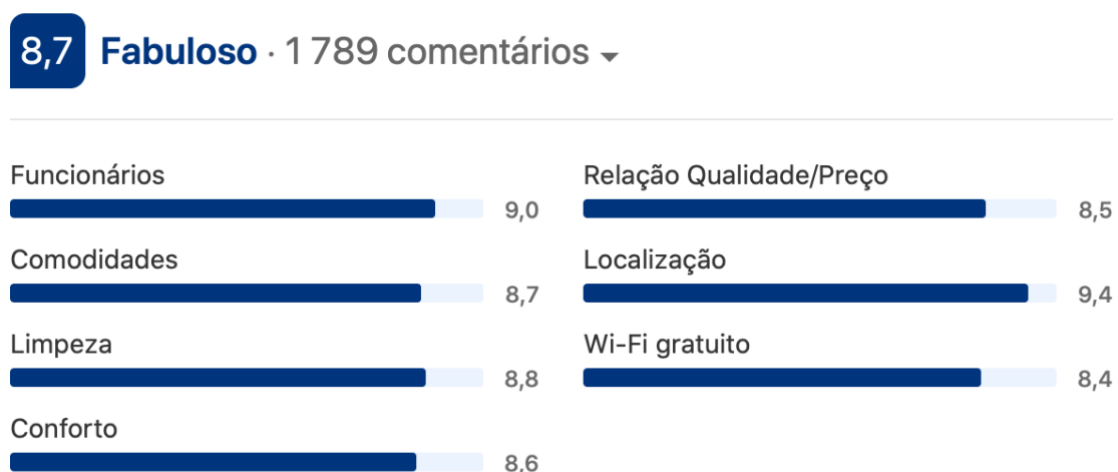 8,7 Fabuloso · 1 789 comentários
Funcionários
9,0
Relação Qualidade/Preço
8,5
Comodidades
8,7
Localização
9,4
Limpeza
8,8
Wi-Fi gratuito
8,4
Conforto
8,6